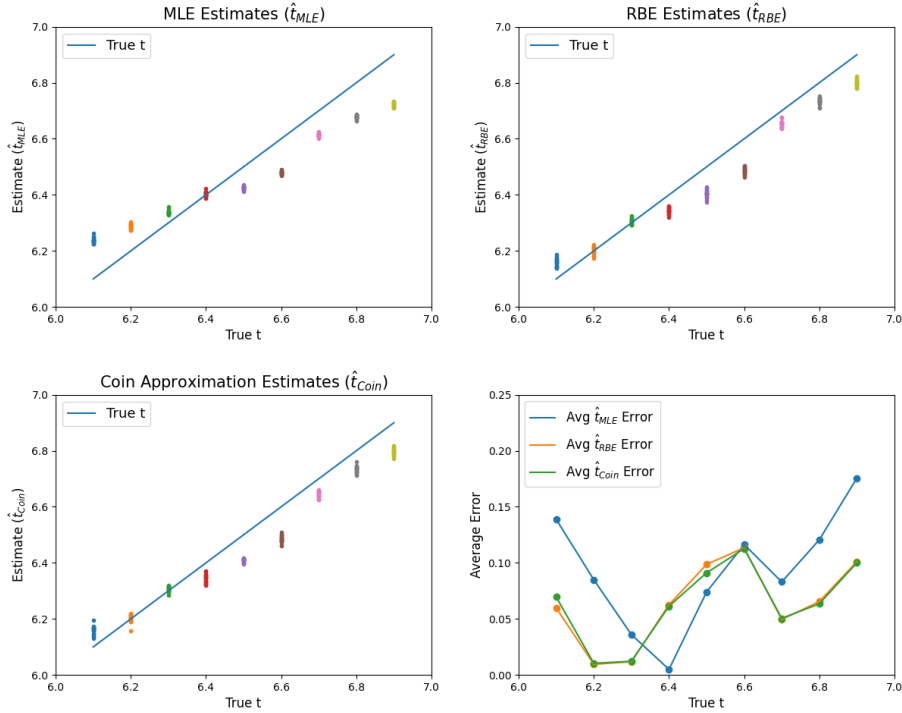 MLE Estimates (t̂_MLE)
True t
Estimate (t̂_MLE)
7.0
6.8
6.6
6.4
6.2
6.0
6.0 6.2 6.4 6.6 6.8 7.0
True t
RBE Estimates (t̂_RBE)
True t
Estimate (t̂_RBE)
7.0
6.8
6.6
6.4
6.2
6.0
6.0 6.2 6.4 6.6 6.8 7.0
True t
Coin Approximation Estimates (t̂_Coin)
True t
Estimate (t̂_Coin)
7.0
6.8
6.6
6.4
6.2
6.0
6.0 6.2 6.4 6.6 6.8 7.0
True t
Avg t̂_MLE Error
Avg t̂_RBE Error
Avg t̂_Coin Error
Average Error
0.25
0.20
0.15
0.10
0.05
0.00
6.0 6.2 6.4 6.6 6.8 7.0
True t